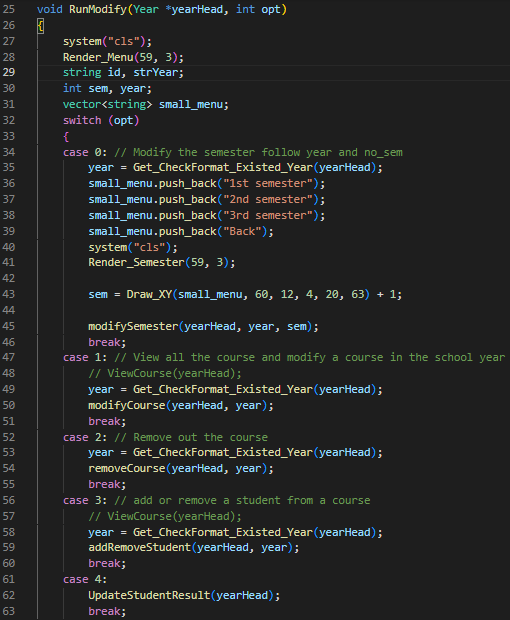 25 void RunModify(Year *yearHead, int opt)
26 {
27     system("cls");
28     Render_Menu(59, 3);
29     string id, strYear;
30     int sem, year;
31     vector<string> small_menu;
32     switch (opt)
33     {
34     case 0: // Modify the semester follow year and no_sem
35         year = Get_CheckFormat_Existed_Year(yearHead);
36         small_menu.push_back("1st semester");
37         small_menu.push_back("2nd semester");
38         small_menu.push_back("3rd semester");
39         small_menu.push_back("Back");
40         system("cls");
41         Render_Semester(59, 3);
42
43         sem = Draw_XY(small_menu, 60, 12, 4, 20, 63) + 1;
44
45         modifySemester(yearHead, year, sem);
46         break;
47     case 1: // View all the course and modify a course in the school year
48         // ViewCourse(yearHead);
49         year = Get_CheckFormat_Existed_Year(yearHead);
50         modifyCourse(yearHead, year);
51         break;
52     case 2: // Remove out the course
53         year = Get_CheckFormat_Existed_Year(yearHead);
54         removeCourse(yearHead, year);
55         break;
56     case 3: // add or remove a student from a course
57         // ViewCourse(yearHead);
58         year = Get_CheckFormat_Existed_Year(yearHead);
59         addRemoveStudent(yearHead, year);
60         break;
61     case 4:
62         UpdateStudentResult(yearHead);
63         break;